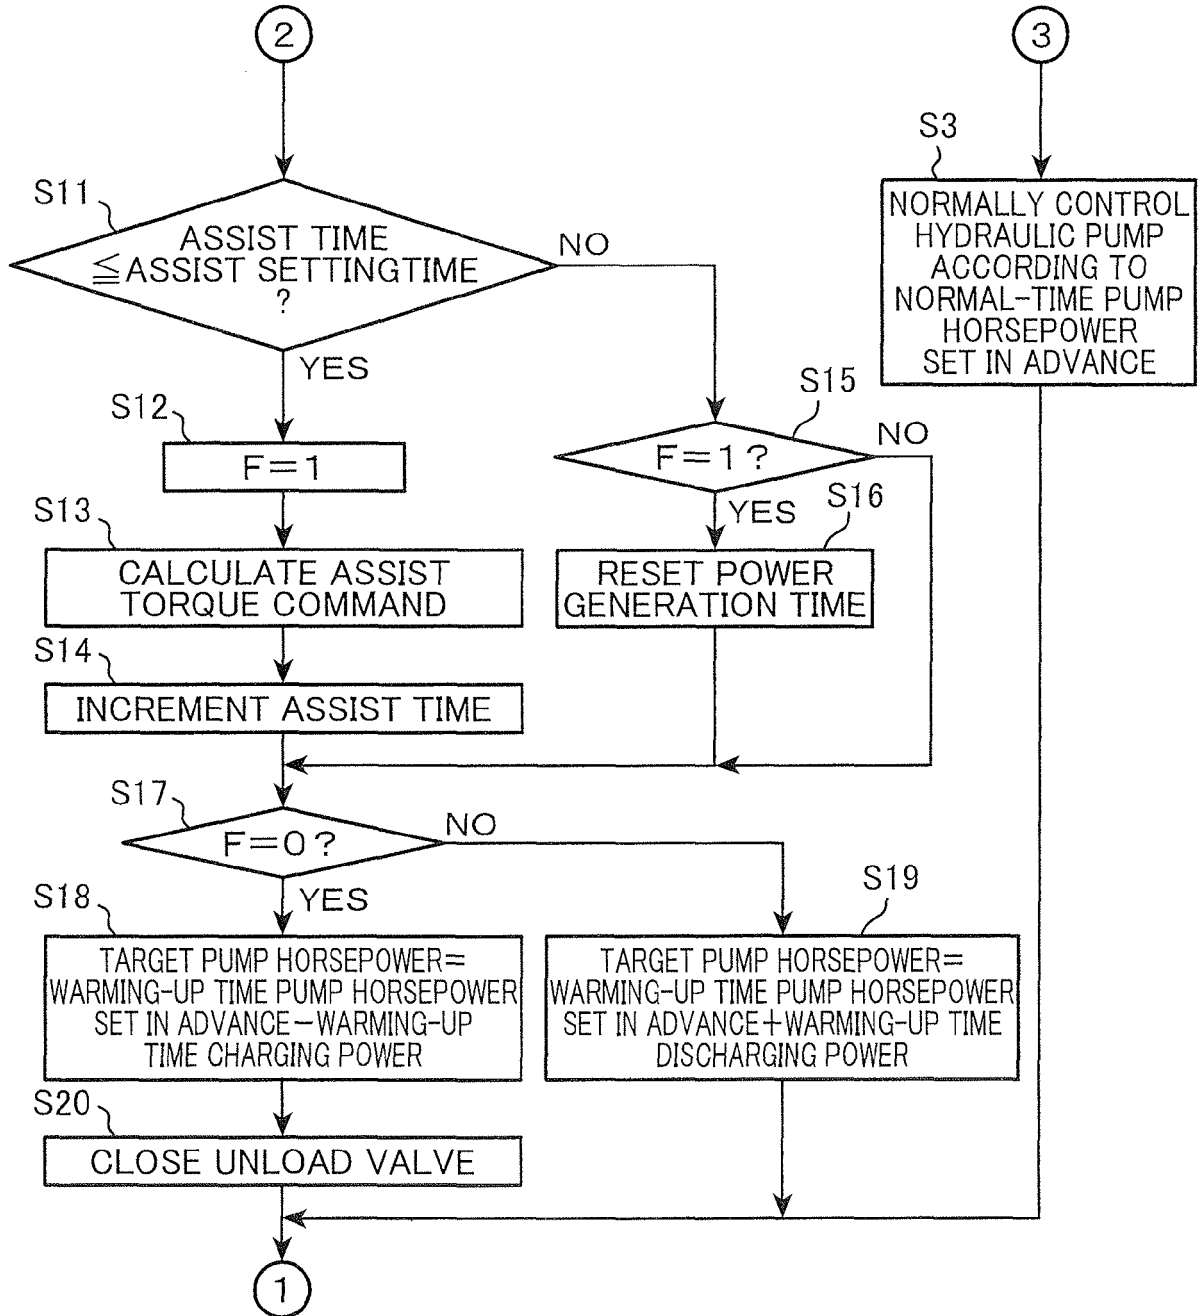 2
3
S3
NORMALLY CONTROL
HYDRAULIC PUMP
ACCORDING TO
NORMAL-TIME PUMP
HORSEPOWER
SET IN ADVANCE
S11
ASSIST TIME
≦ASSIST SETTINGTIME
?
NO
YES
S12
F=1
S13
CALCULATE ASSIST
TORQUE COMMAND
S14
INCREMENT ASSIST TIME
S15
F=1?
NO
YES
S16
RESET POWER
GENERATION TIME
S17
F=0?
NO
YES
S18
TARGET PUMP HORSEPOWER=
WARMING-UP TIME PUMP HORSEPOWER
SET IN ADVANCE-WARMING-UP
TIME CHARGING POWER
S19
TARGET PUMP HORSEPOWER=
WARMING-UP TIME PUMP HORSEPOWER
SET IN ADVANCE+WARMING-UP TIME
DISCHARGING POWER
S20
CLOSE UNLOAD VALVE
1